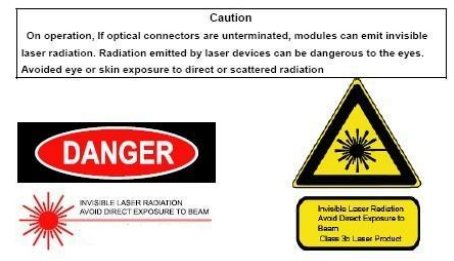 Caution
On operation, If optical connectors are unterminated, modules can emit invisible
laser radiation. Radiation emitted by laser devices can be dangerous to the eyes.
Avoided eye or skin exposure to direct or scattered radiation
DANGER
INVISIBLE LASER RADIATION
AVOID DIRECT EXPOSURE TO BEAM
Invisible Laser Radiation
Avoid Direct Exposure to
Beam
Class 3b Laser Product